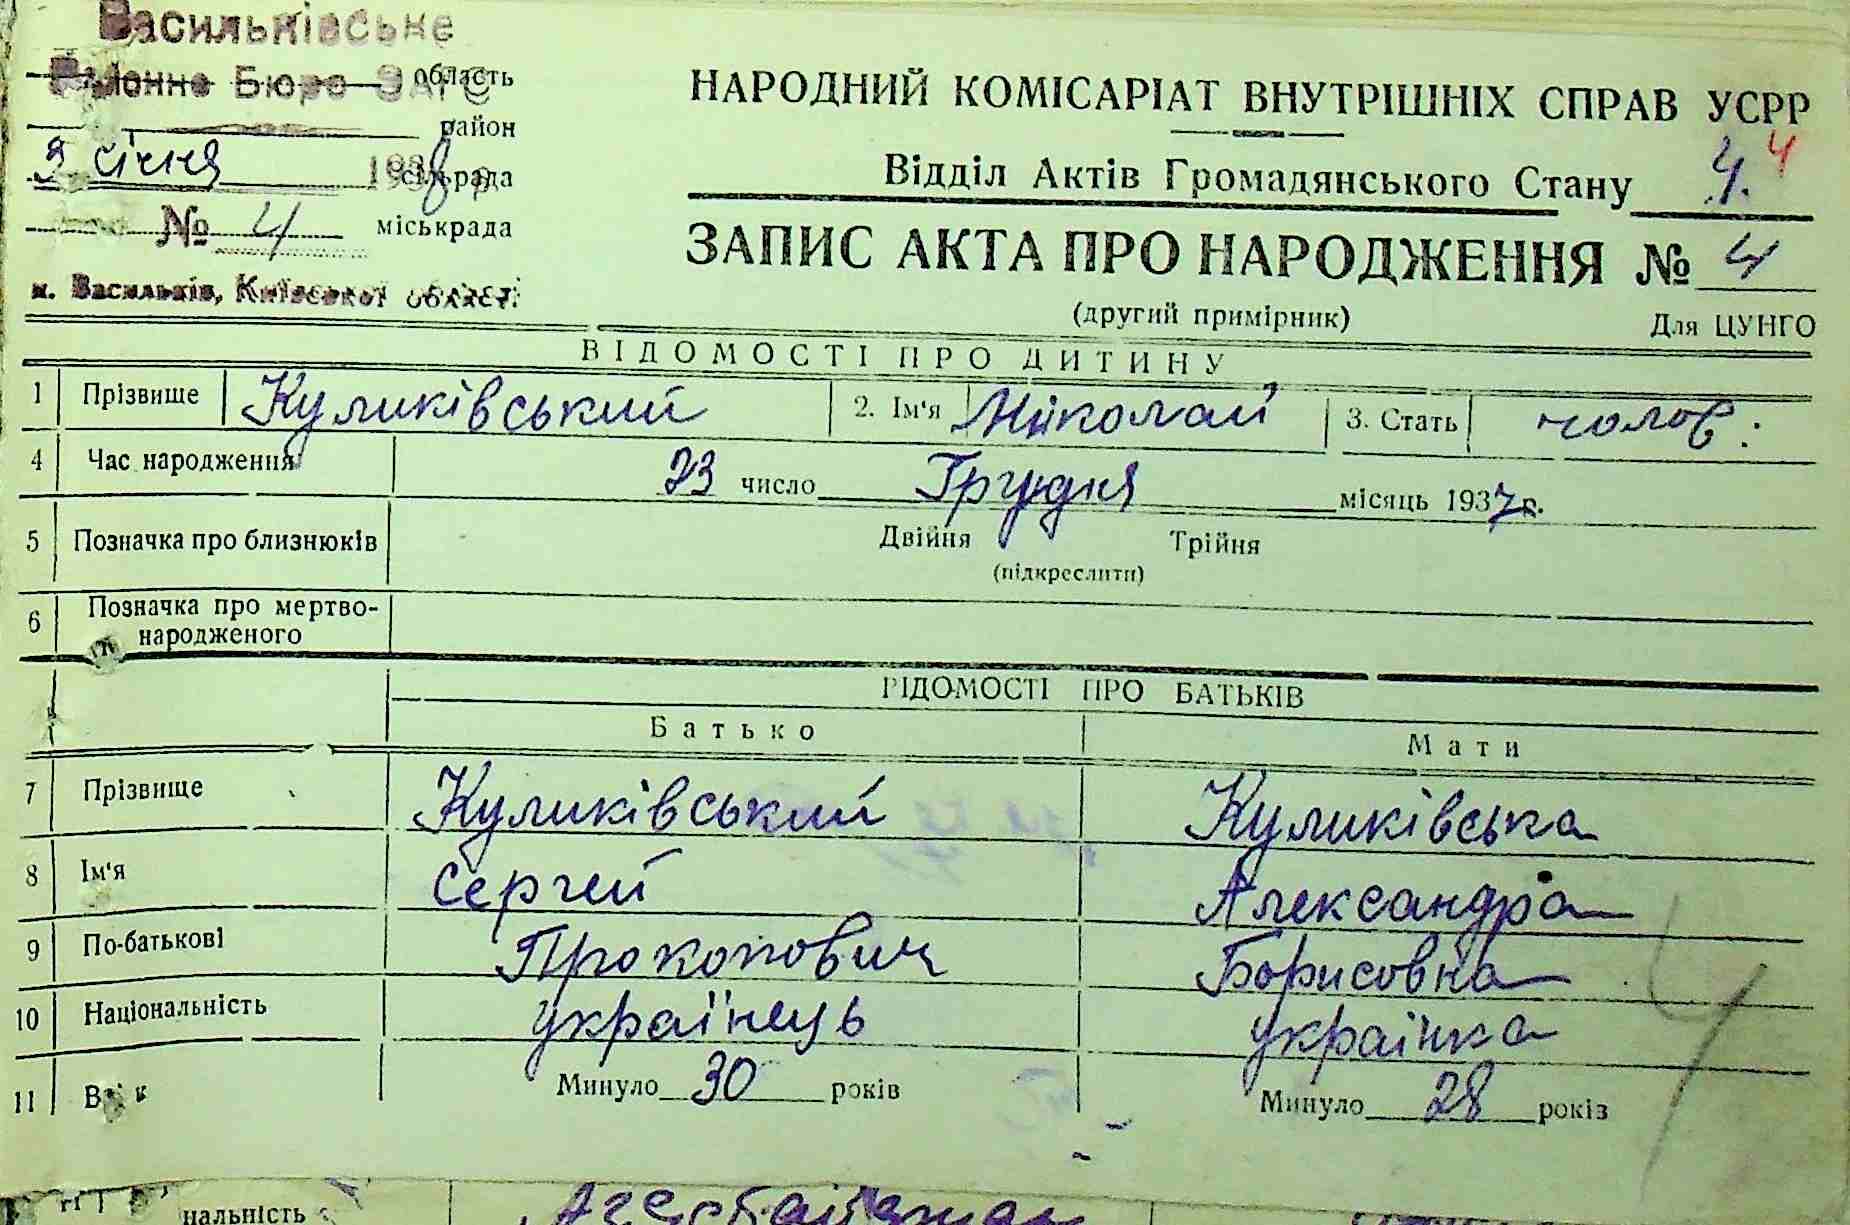 Васильківське
Районне Бюро ЗАГС область
район
9 січня 1938 р сільрада
№ 4 міськрада
м. Васильків, Київської області
НАРОДНИЙ КОМІСАРІАТ ВНУТРІШНІХ СПРАВ УСРР
Відділ Актів Громадянського Стану 4. 4
ЗАПИС АКТА ПРО НАРОДЖЕННЯ № 4
(другий примірник) Для ЦУНГО
ВІДОМОСТІ ПРО ДИТИНУ
1 Прізвище Куликівський 2. Ім'я Ніколай 3. Стать чолов:
4 Час народження 23 число Грудня місяць 1937 р.
5 Позначка про близнюків Двійня Трійня
(підкреслити)
6 Позначка про мертво-
народженого
ВІДОМОСТІ ПРО БАТЬКІВ
Батько Мати
7 Прізвище Куликівський Куликівська
8 Ім'я Сергей Александра
9 По-батькові Прокопович Борисовна
10 Національність українець українка
11 Вік Минуло 30 років Минуло 28 років
нальність